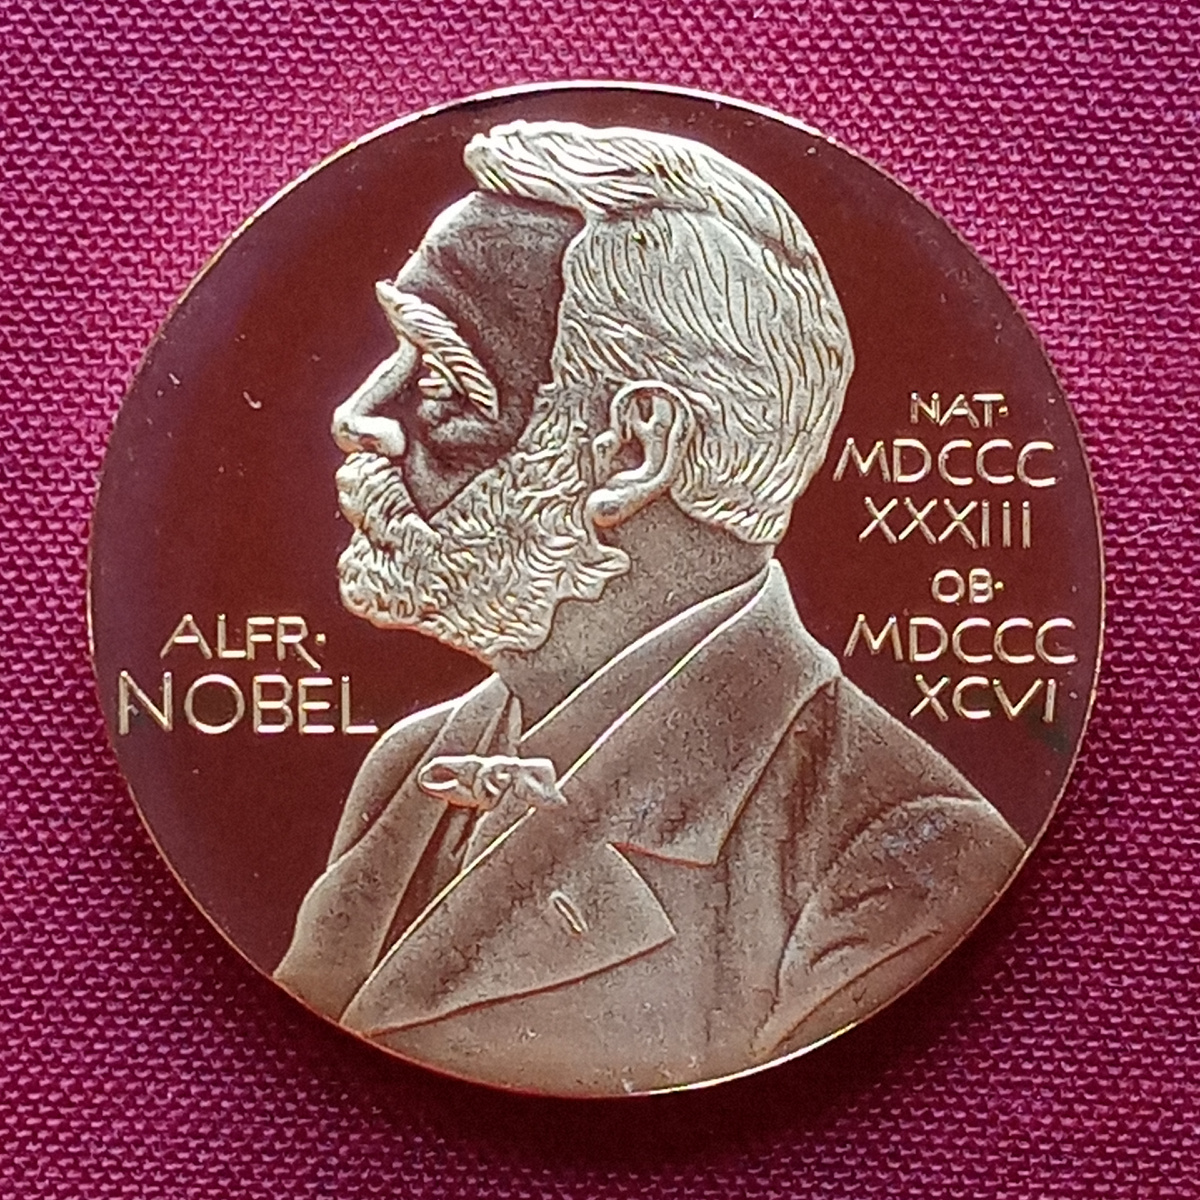 ALFR·
NOBEL
NAT·
MDCCC
XXXIII
OB·
MDCCC
XCVI